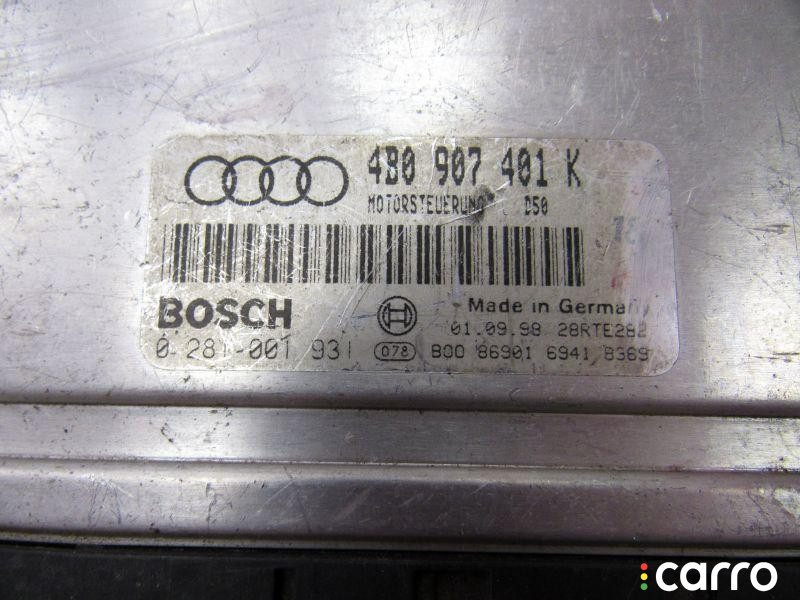 4B0 907 401 K
MOTORSTEUERUNG D50
BOSCH
Made in Germany
01.09.98 28RTE282
0 281 001 931 078 B00 86901 6941 8369
carro